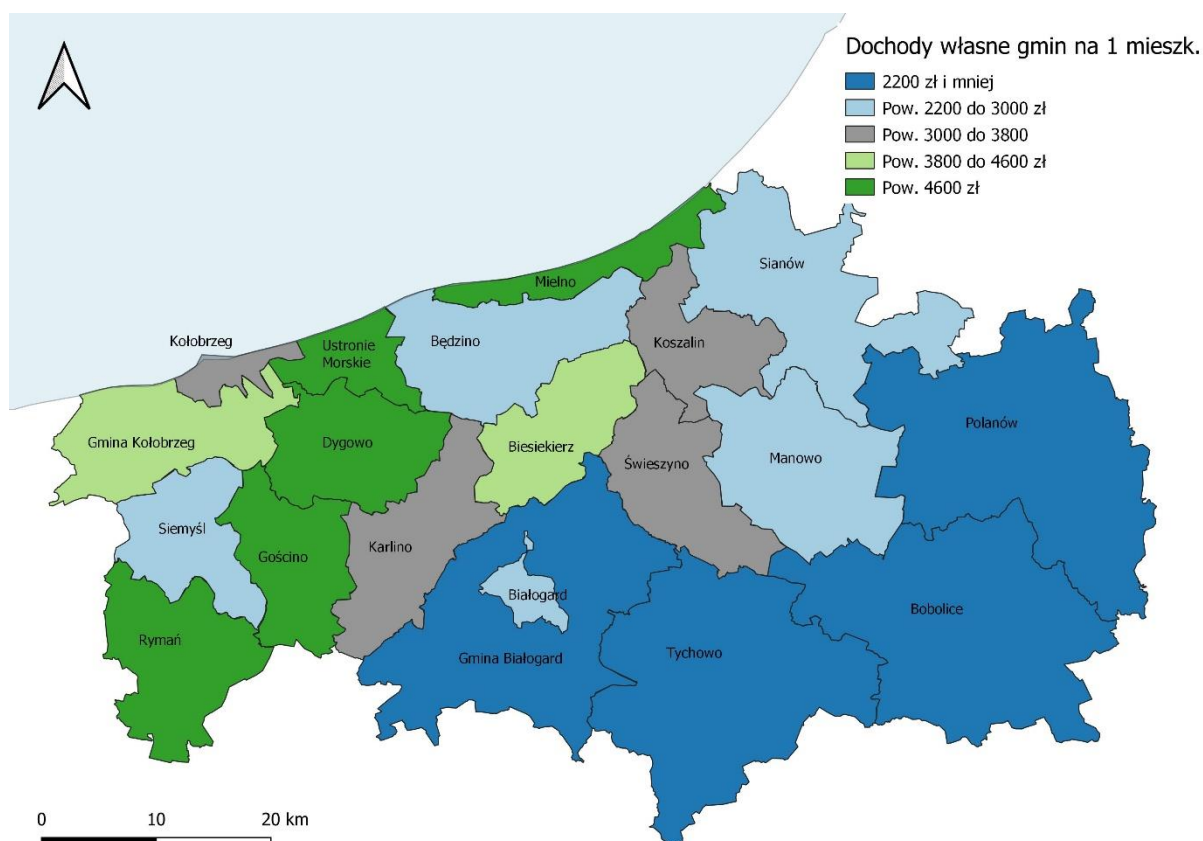 Dochody własne gmin na 1 mieszk.
2200 zł i mniej
Pow. 2200 do 3000 zł
Pow. 3000 do 3800
Pow. 3800 do 4600 zł
Pow. 4600 zł
Sianów
Mielno
Kołobrzeg
Ustronie
Morskie
Będzino
Koszalin
Polanów
Gmina Kołobrzeg
Dygowo
Biesiekierz
Świeszyno
Manowo
Siemyśl
Gościno
Karlino
Białogard
Bobolice
Rymań
Gmina Białogard
Tychowo
0 10 20 km